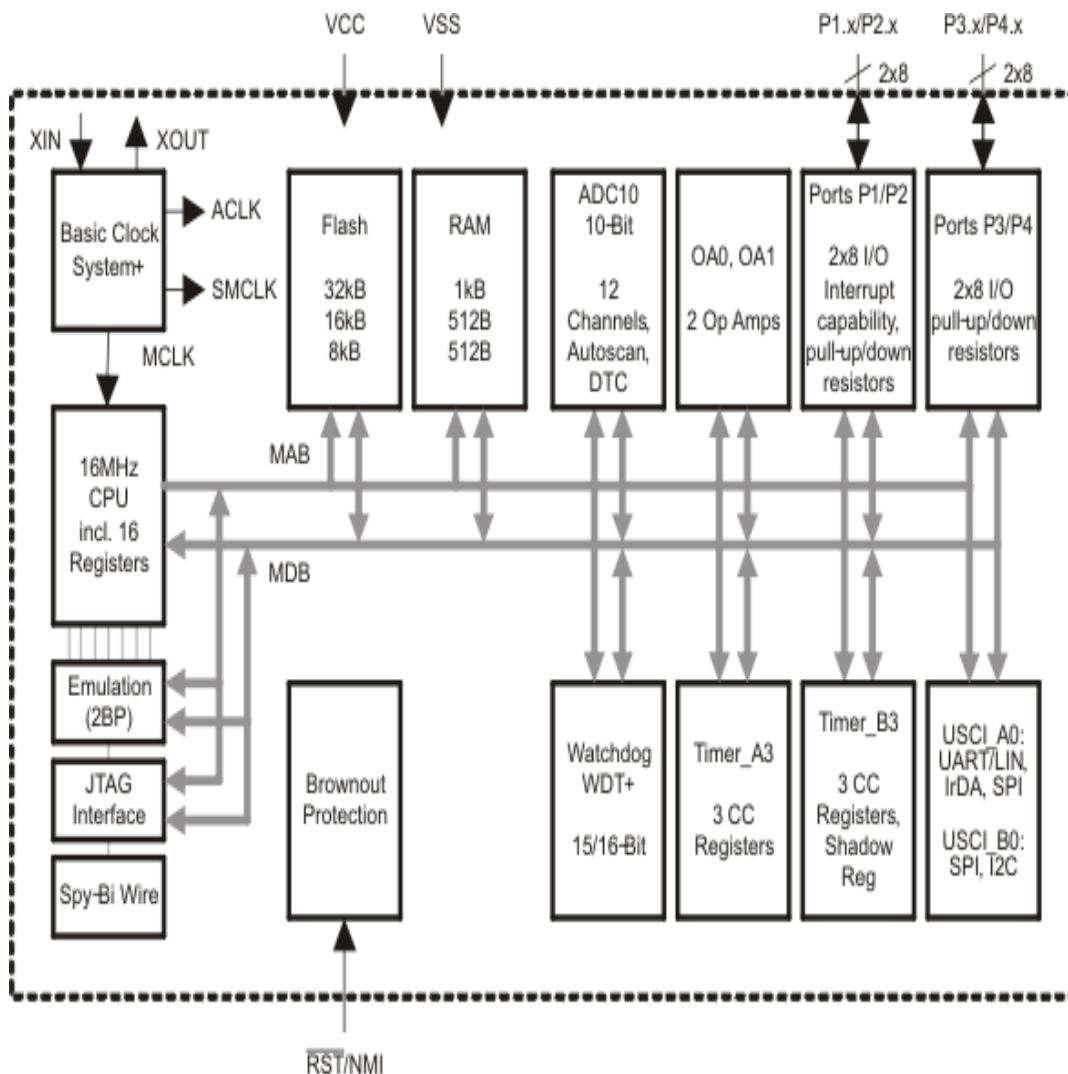 VCC
VSS
P1.x/P2.x
P3.x/P4.x
2x8
2x8
XIN
XOUT
Basic Clock
System+
ACLK
SMCLK
MCLK
Flash
32kB
16kB
8kB
RAM
1kB
512B
512B
ADC10
10-Bit
12
Channels,
Autoscan,
DTC
OA0, OA1
2 Op Amps
Ports P1/P2
2x8 I/O
Interrupt
capability,
pull-up/down
resistors
Ports P3/P4
2x8 I/O
pull-up/down
resistors
16MHz
CPU
incl. 16
Registers
MAB
MDB
Emulation
(2BP)
JTAG
Interface
Spy-Bi Wire
Brownout
Protection
Watchdog
WDT+
15/16-Bit
Timer_A3
3 CC
Registers
Timer_B3
3 CC
Registers,
Shadow
Reg
USCI_A0:
UART/LIN,
IrDA, SPI
USCI_B0:
SPI, I2C
RST/NMI